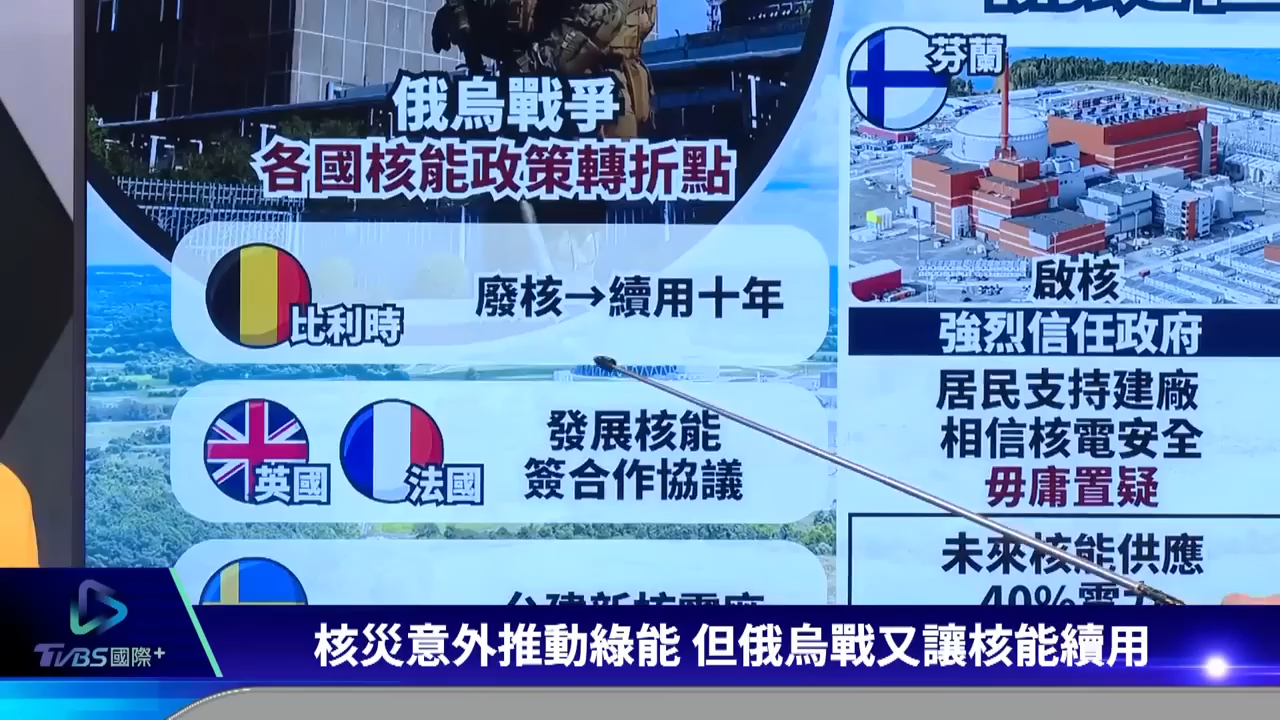 俄烏戰爭
各國核能政策轉折點
比利時
廢核→續用十年
英國
法國
發展核能
簽合作協議
芬蘭
啟核
強烈信任政府
居民支持建廠
相信核電安全
毋庸置疑
未來核能供應
40%電力
TVBS國際+
核災意外推動綠能 但俄烏戰又讓核能續用